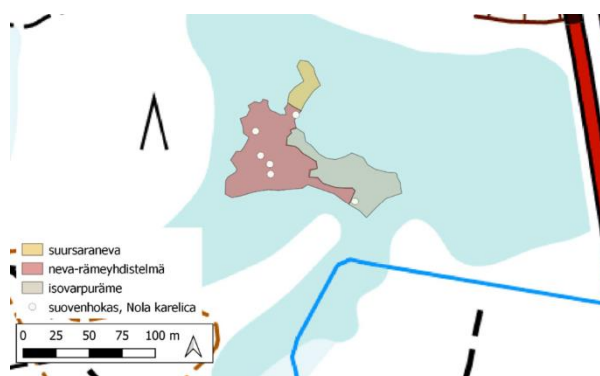 suursaraneva
neva-rämeyhdistelmä
isovarpuräme
suovenhokas, Nola karelica
0 25 50 75 100 m